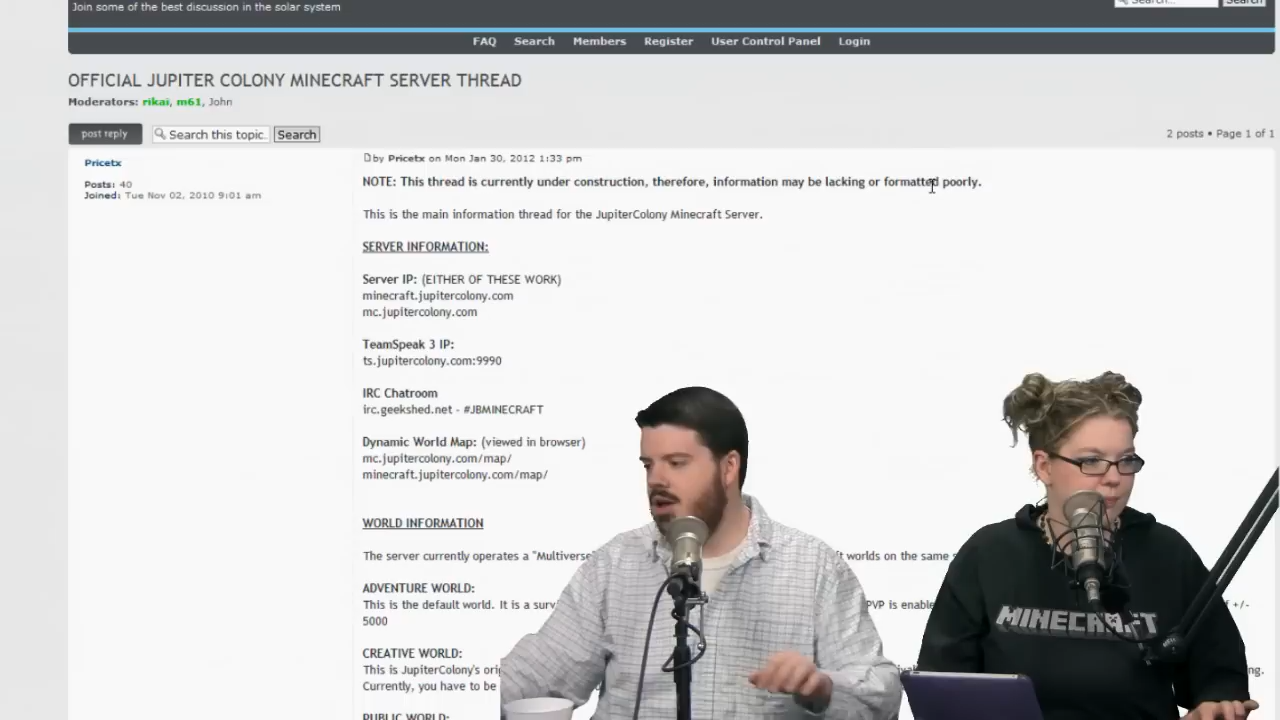 Join some of the best discussion in the solar system
Search... Search
FAQ Search Members Register User Control Panel Login
OFFICIAL JUPITER COLONY MINECRAFT SERVER THREAD
Moderators: rikai, m61, John
post reply Search this topic… Search
2 posts • Page 1 of 1
Pricetx
Posts: 40
Joined: Tue Nov 02, 2010 9:01 am
by Pricetx on Mon Jan 30, 2012 1:33 pm
NOTE: This thread is currently under construction, therefore, information may be lacking or formatted poorly.
This is the main information thread for the JupiterColony Minecraft Server.
SERVER INFORMATION:
Server IP: (EITHER OF THESE WORK)
minecraft.jupitercolony.com
mc.jupitercolony.com
TeamSpeak 3 IP:
ts.jupitercolony.com:9990
IRC Chatroom
irc.geekshed.net - #JBMINECRAFT
Dynamic World Map: (viewed in browser)
mc.jupitercolony.com/map/
minecraft.jupitercolony.com/map/
WORLD INFORMATION
The server currently operates a "Multiverse worlds on the same
ADVENTURE WORLD:
This is the default world. It is a PVP is +/-
5000
CREATIVE WORLD:
This is JupiterColony's
Currently, you have to be
PUBLIC WORLD:
MINECRAFT